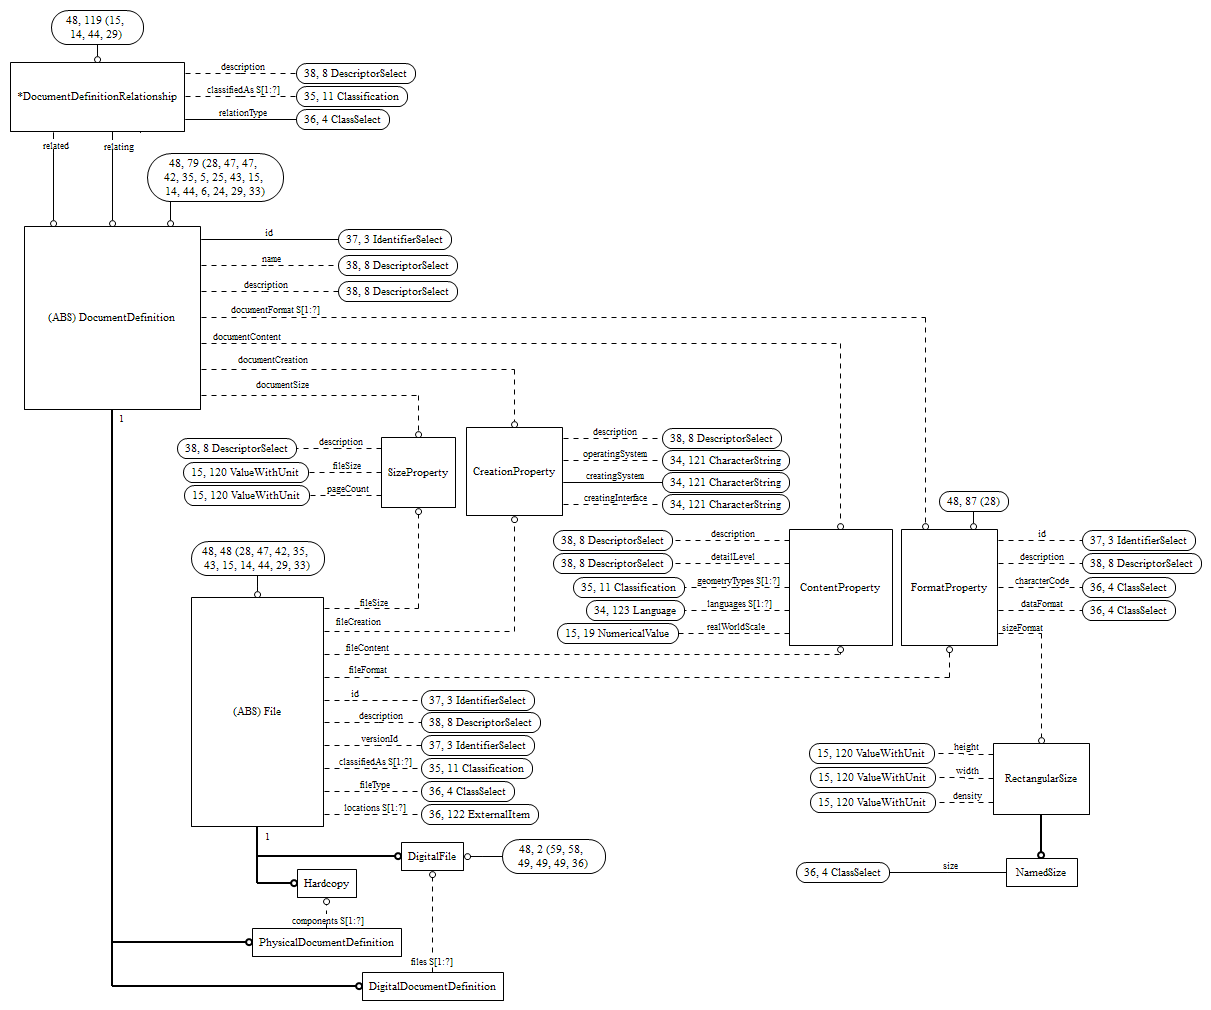 48, 119 (15,
14, 44, 29)
*DocumentDefinitionRelationship
description
38, 8 DescriptorSelect
classifiedAs S[1:?]
35, 11 Classification
relationType
36, 4 ClassSelect
related
relating
48, 79 (28, 47, 47,
42, 35, 5, 25, 43, 15,
14, 44, 6, 24, 29, 33)
(ABS) DocumentDefinition
id
37, 3 IdentifierSelect
name
38, 8 DescriptorSelect
description
38, 8 DescriptorSelect
documentFormat S[1:?]
documentContent
documentCreation
documentSize
1
38, 8 DescriptorSelect
description
15, 120 ValueWithUnit
fileSize
15, 120 ValueWithUnit
pageCount
SizeProperty
CreationProperty
description
38, 8 DescriptorSelect
operatingSystem
34, 121 CharacterString
creatingSystem
34, 121 CharacterString
creatingInterface
34, 121 CharacterString
48, 87 (28)
38, 8 DescriptorSelect
description
38, 8 DescriptorSelect
detailLevel
35, 11 Classification
geometryTypes S[1:?]
34, 123 Language
languages S[1:?]
15, 19 NumericalValue
realWorldScale
ContentProperty
FormatProperty
id
37, 3 IdentifierSelect
description
38, 8 DescriptorSelect
characterCode
36, 4 ClassSelect
dataFormat
36, 4 ClassSelect
sizeFormat
48, 48 (28, 47, 42, 35,
43, 15, 14, 44, 29, 33)
(ABS) File
fileSize
fileCreation
fileContent
fileFormat
id
37, 3 IdentifierSelect
description
38, 8 DescriptorSelect
versionId
37, 3 IdentifierSelect
classifiedAs S[1:?]
35, 11 Classification
fileType
36, 4 ClassSelect
locations S[1:?]
36, 122 ExternalItem
1
15, 120 ValueWithUnit
height
15, 120 ValueWithUnit
width
15, 120 ValueWithUnit
density
RectangularSize
36, 4 ClassSelect
size
NamedSize
DigitalFile
48, 2 (59, 58,
49, 49, 49, 36)
Hardcopy
components S[1:?]
PhysicalDocumentDefinition
files S[1:?]
DigitalDocumentDefinition